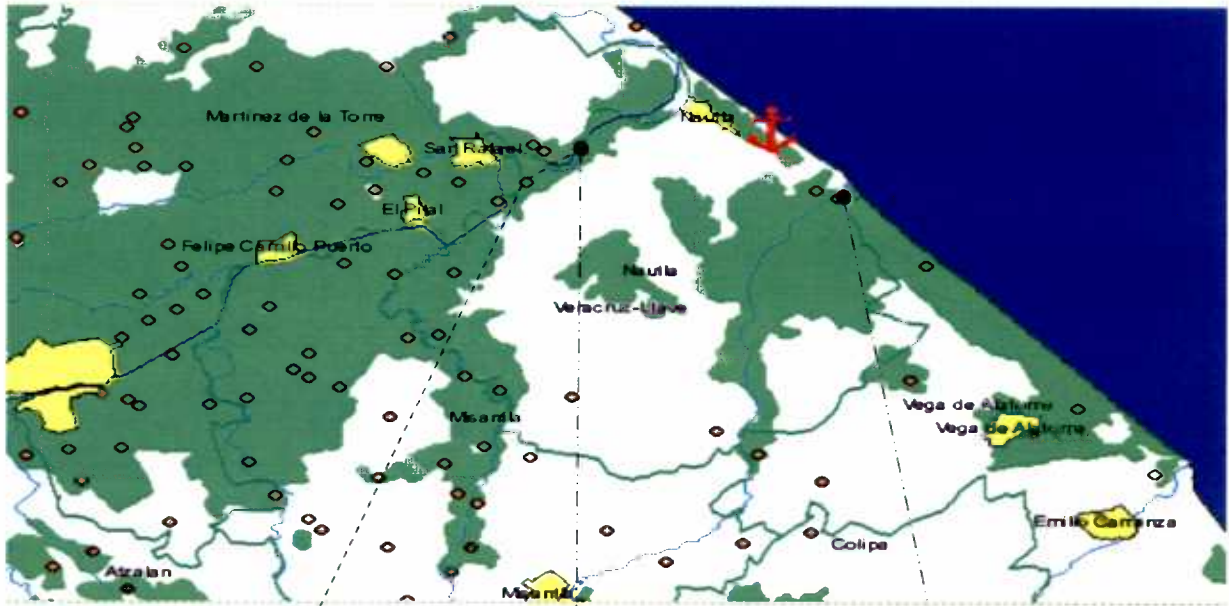 Martinez de la Torre
Nautla
San Rafael
El Pital
Felipe Carrillo Puerto
Nautla
Veracruz-Llave
Misantla
Vega de Alatorre
Vega de Alatorre
Emilio Carranza
Colipa
Atzalan
Misantla